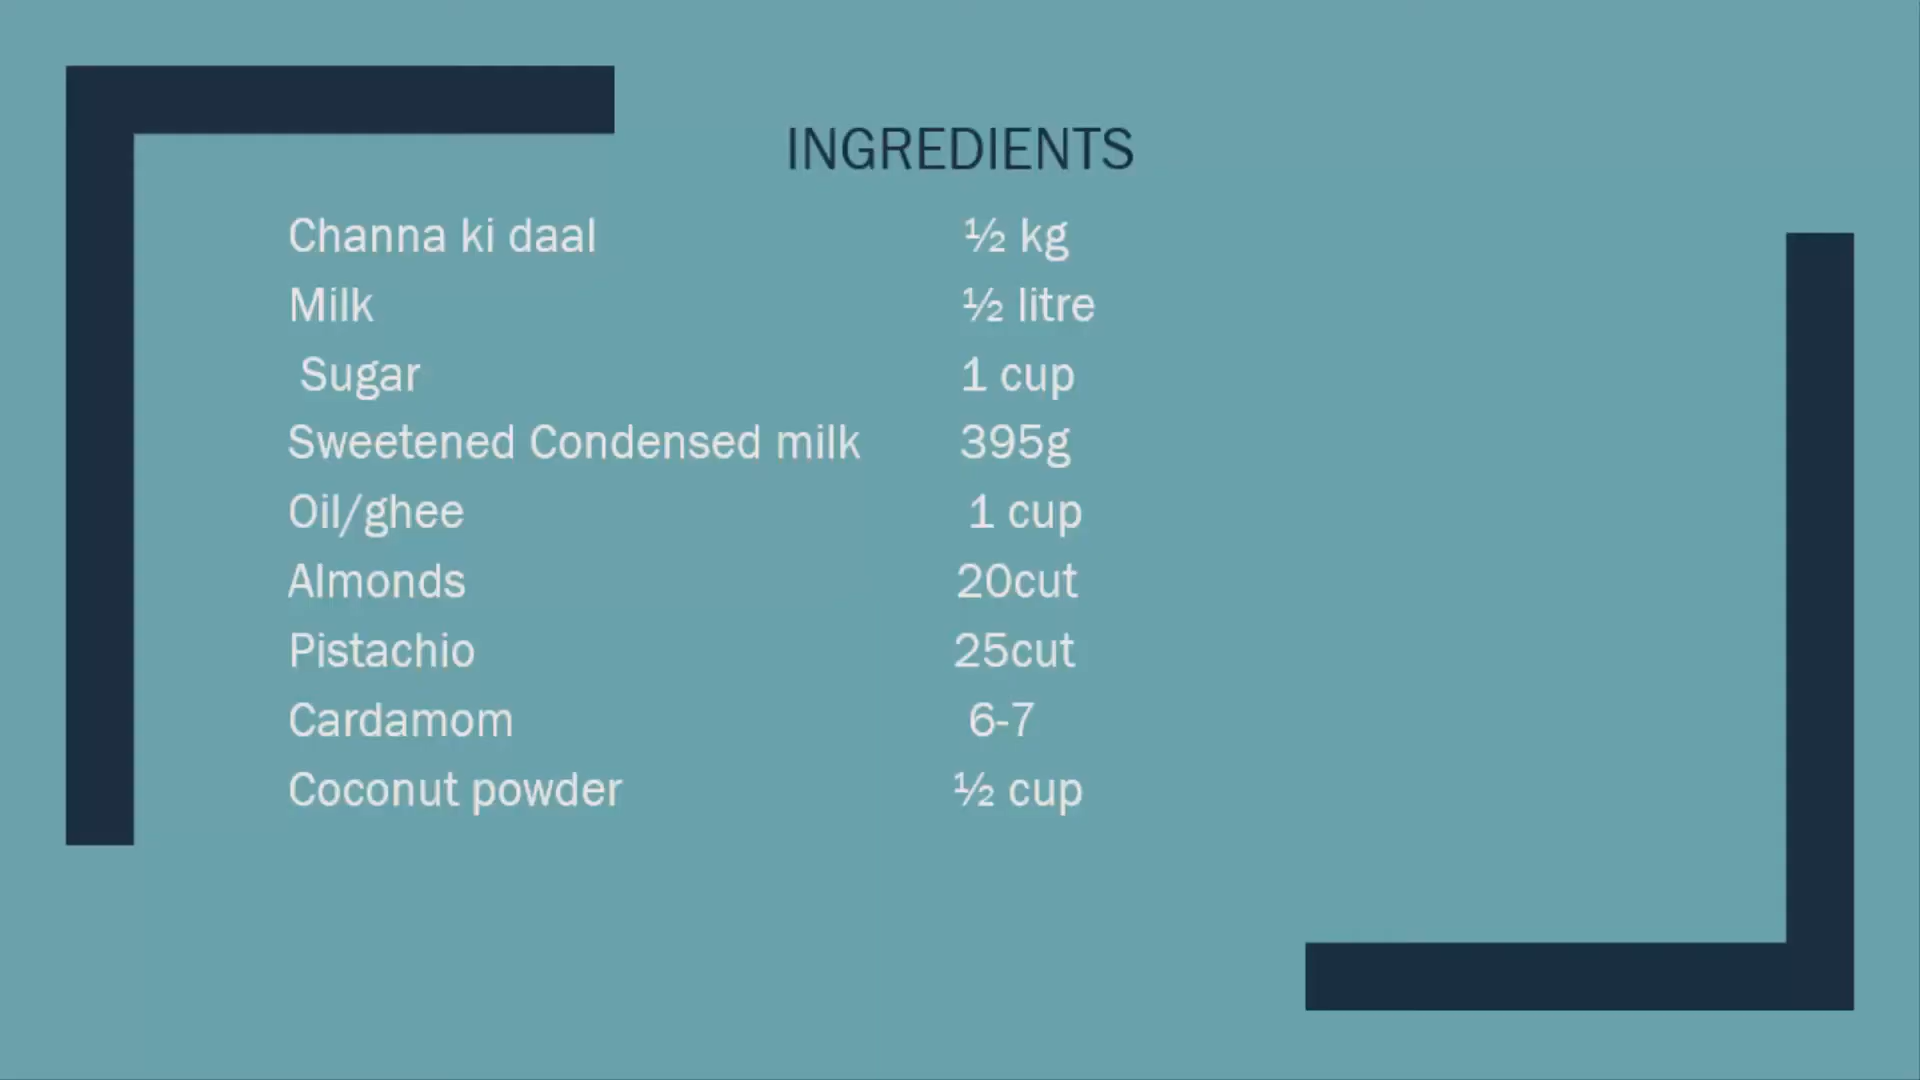 INGREDIENTS
Channa ki daal ½ kg
Milk ½ litre
Sugar 1 cup
Sweetened Condensed milk 395g
Oil/ghee 1 cup
Almonds 20cut
Pistachio 25cut
Cardamom 6-7
Coconut powder ½ cup